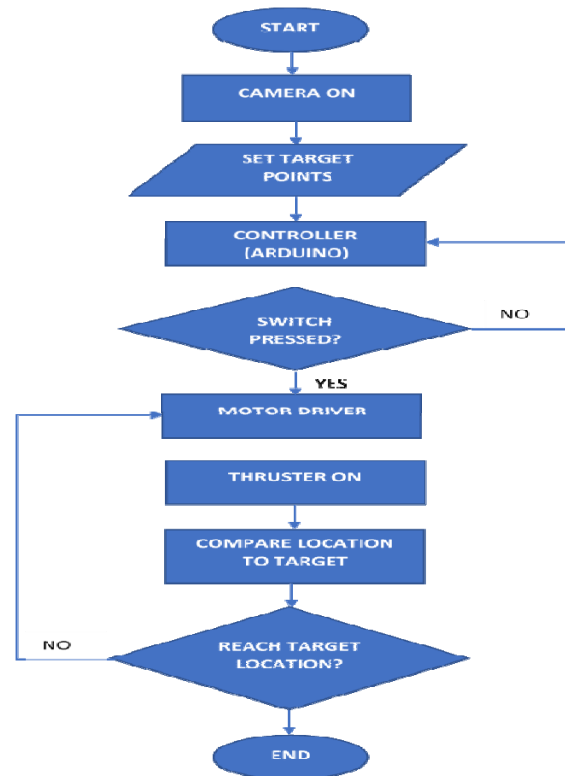 START
CAMERA ON
SET TARGET
POINTS
CONTROLLER
(ARDUINO)
SWITCH
PRESSED?
NO
YES
MOTOR DRIVER
THRUSTER ON
COMPARE LOCATION
TO TARGET
REACH TARGET
LOCATION?
NO
END